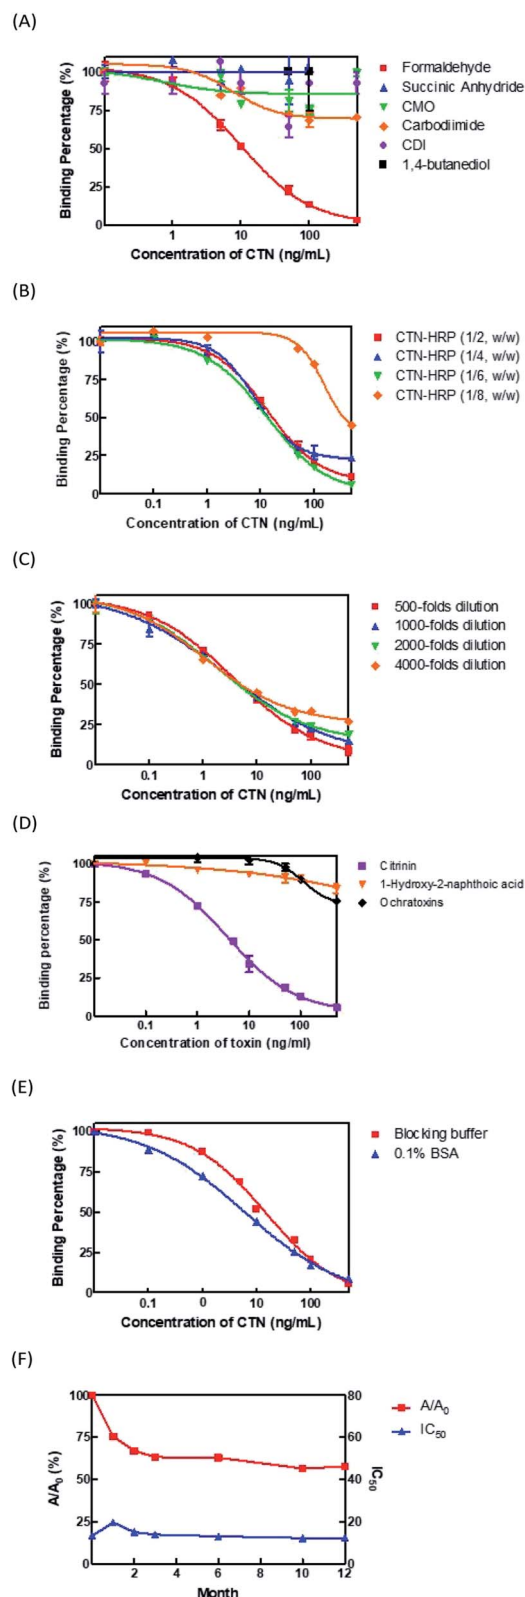 (A)
100
75
50
25
0
Binding Percentage (%)
1
10
100
Concentration of CTN (ng/mL)
Formaldehyde
Succinic Anhydride
CMO
Carbodiimide
CDI
1,4-butanediol
(B)
100
75
50
25
0
Binding Percentage (%)
0.1
1
10
100
Concentration of CTN (ng/mL)
CTN-HRP (1/2, w/w)
CTN-HRP (1/4, w/w)
CTN-HRP (1/6, w/w)
CTN-HRP (1/8, w/w)
(C)
100
75
50
25
0
Binding Percentage (%)
0.1
1
10
100
Concentration of CTN (ng/mL)
500-folds dilution
1000-folds dilution
2000-folds dilution
4000-folds dilution
(D)
100
75
50
25
0
Binding percentage (%)
0.1
1
10
100
Concentration of toxin (ng/ml)
Citrinin
1-Hydroxy-2-naphthoic acid
Ochratoxins
(E)
100
75
50
25
0
Binding Percentage (%)
0.1
0
10
100
Concentration of CTN (ng/mL)
Blocking buffer
0.1% BSA
(F)
100
75
50
25
0
A/A0 (%)
80
60
40
20
0
IC50
2
4
6
8
10
12
Month
A/A0
IC50